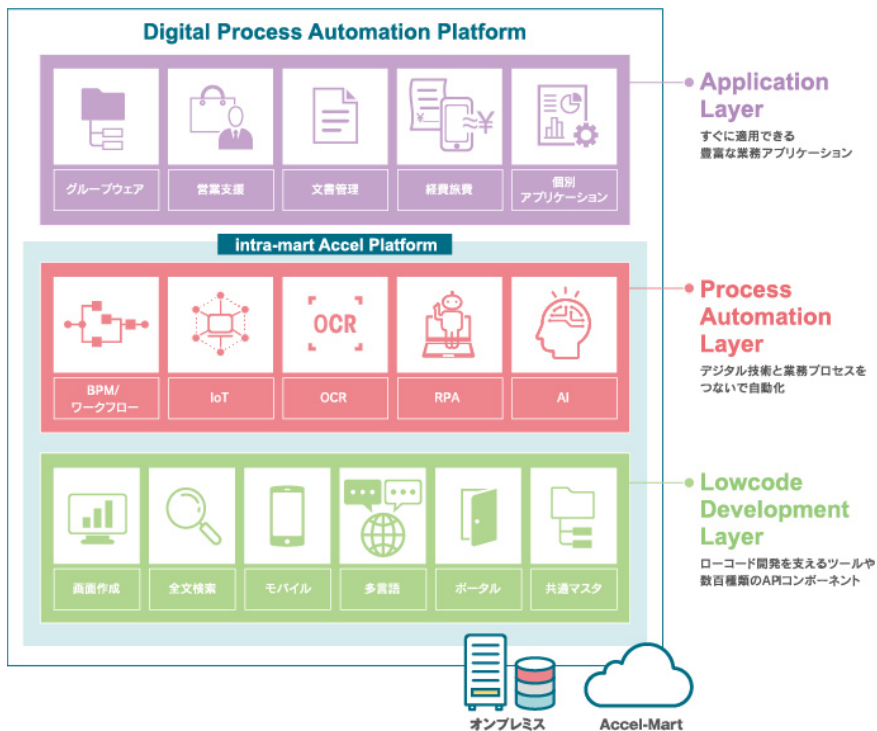 Digital Process Automation Platform
¥
¥
グループウェア
営業支援
文書管理
経費旅費
個別
アプリケーション
Application
Layer
すぐに適用できる
豊富な業務アプリケーション
intra-mart Accel Platform
OCR
BPM/
ワークフロー
IoT
OCR
RPA
AI
Process
Automation
Layer
デジタル技術と業務プロセスを
つないで自動化
画面作成
全文検索
モバイル
多言語
ポータル
共通マスタ
Lowcode
Development
Layer
ローコード開発を支えるツールや
数百種類のAPIコンポーネント
オンプレミス
Accel-Mart